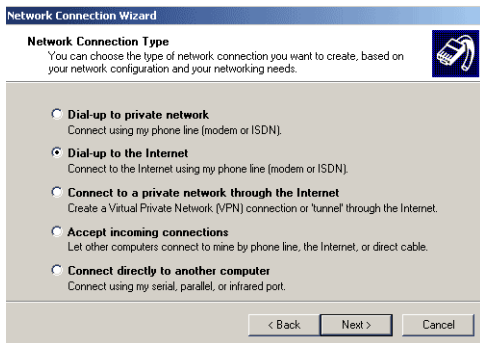 Network Connection Wizard
Network Connection Type
You can choose the type of network connection you want to create, based on
your network configuration and your networking needs.
Dial-up to private network
Connect using my phone line (modem or ISDN).
Dial-up to the Internet
Connect to the Internet using my phone line (modem or ISDN).
Connect to a private network through the Internet
Create a Virtual Private Network (VPN) connection or 'tunnel' through the Internet.
Accept incoming connections
Let other computers connect to mine by phone line, the Internet, or direct cable.
Connect directly to another computer
Connect using my serial, parallel, or infrared port.
< Back Next > Cancel